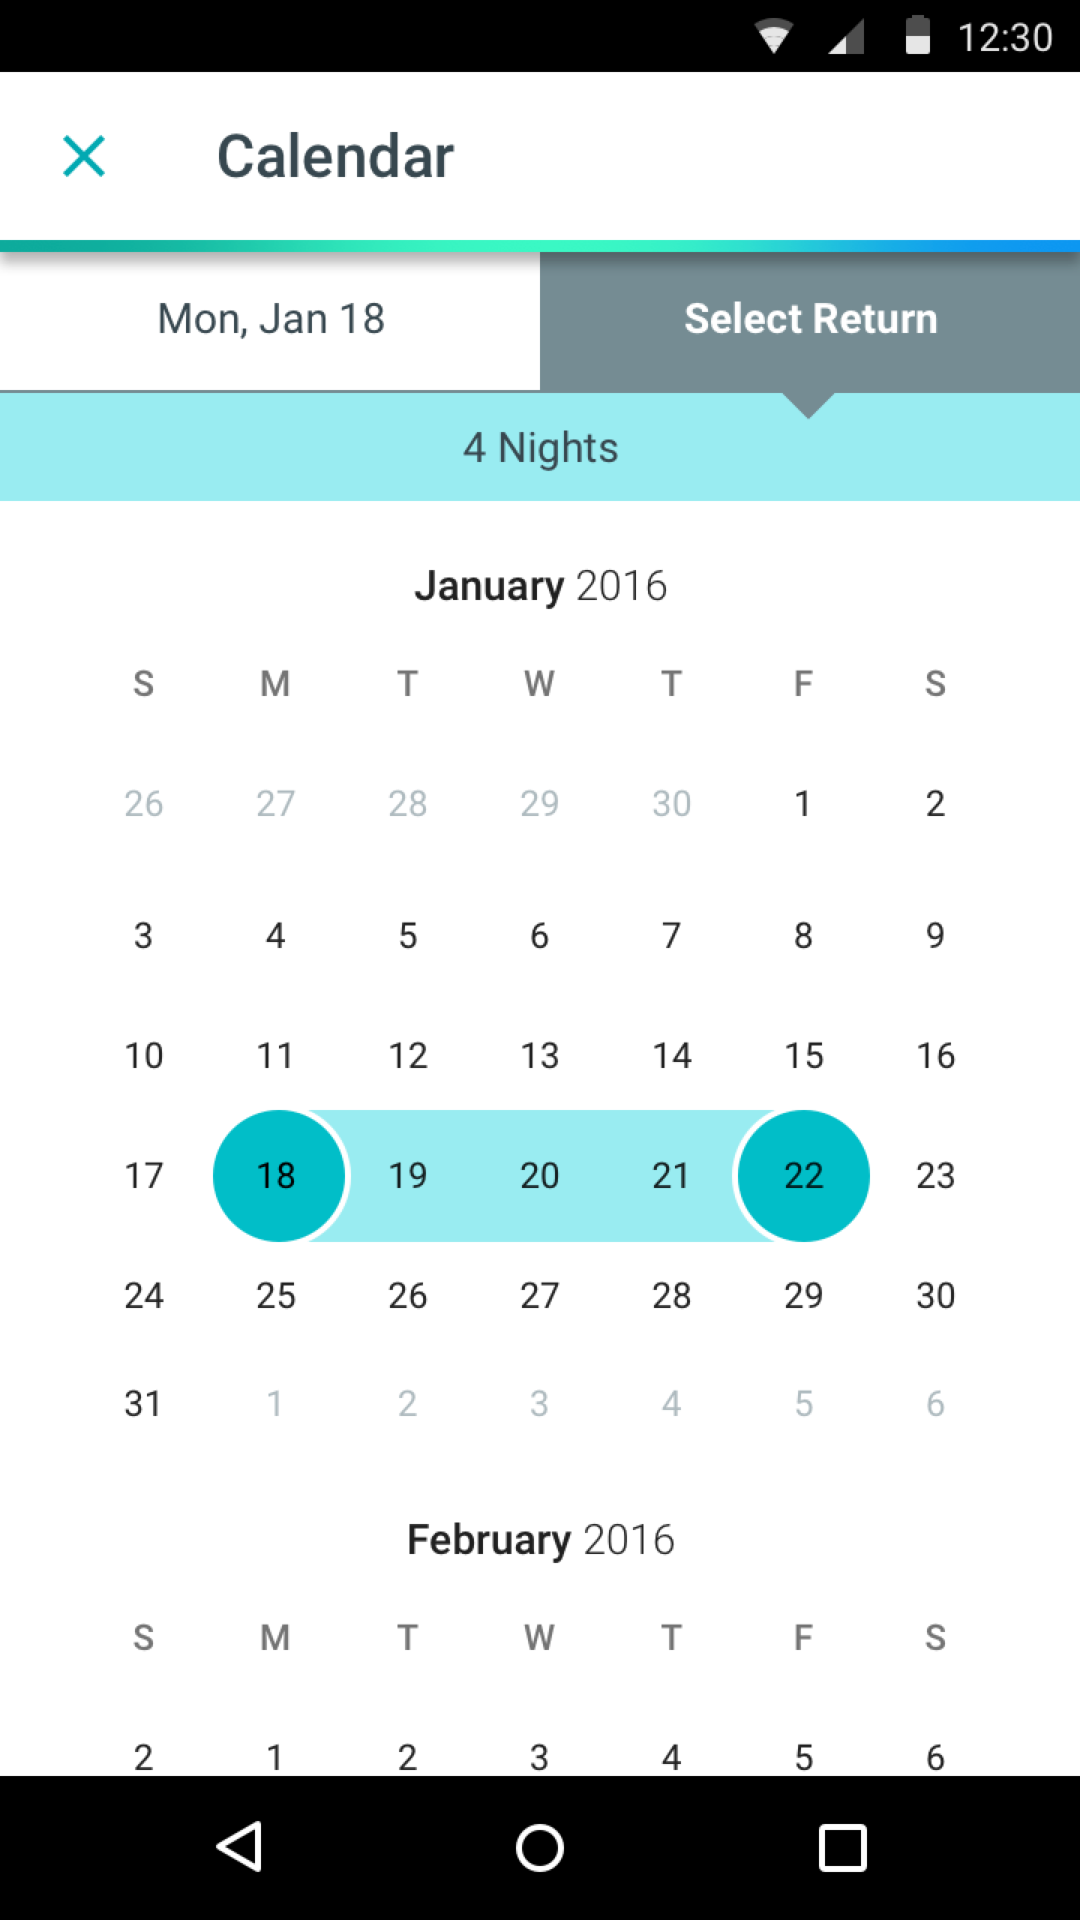 12:30
Calendar
Mon, Jan 18 Select Return
4 Nights
January 2016
S M T W T F S
26 27 28 29 30 1 2
3 4 5 6 7 8 9
10 11 12 13 14 15 16
17 18 19 20 21 22 23
24 25 26 27 28 29 30
31 1 2 3 4 5 6
February 2016
S M T W T F S
2 1 2 3 4 5 6